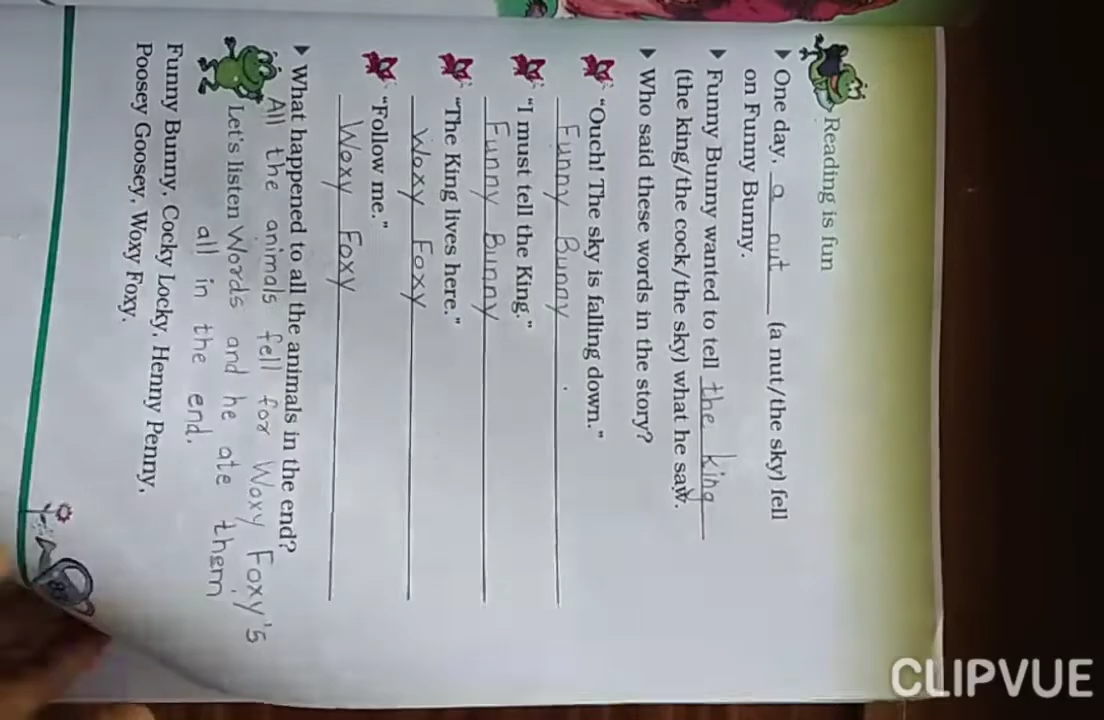 Reading is fun
One day, a nut (a nut/the sky) fell
on Funny Bunny.
Funny Bunny wanted to tell the king
(the king/the cock/the sky) what he saw.
Who said these words in the story?
"Ouch! The sky is falling down."
Funny Bunny
"I must tell the King."
Funny Bunny
"The King lives here."
Woxy Foxy
"Follow me."
Woxy Foxy
What happened to all the animals in the end?
All the animals fell for Woxy Foxy's
Let's listen
words and he ate them
all in the end.
Funny Bunny, Cocky Locky, Henny Penny,
Poosey Goosey, Woxy Foxy.
CLIPVUE